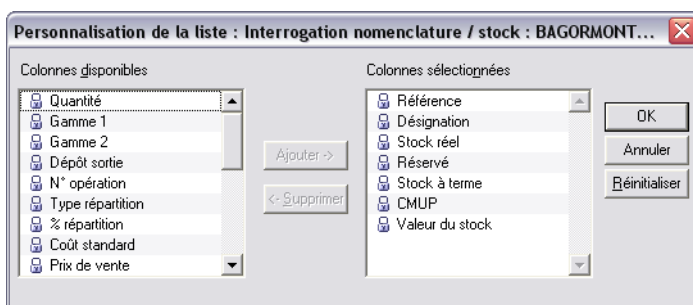 Personnalisation de la liste : Interrogation nomenclature / stock : BAGORMONT...
Colonnes disponibles
Quantité
Gamme 1
Gamme 2
Dépôt sortie
N° opération
Type répartition
% répartition
Coût standard
Prix de vente
Ajouter ->
<- Supprimer
Colonnes sélectionnées
Référence
Désignation
Stock réel
Réservé
Stock à terme
CMUP
Valeur du stock
OK
Annuler
Réinitialiser